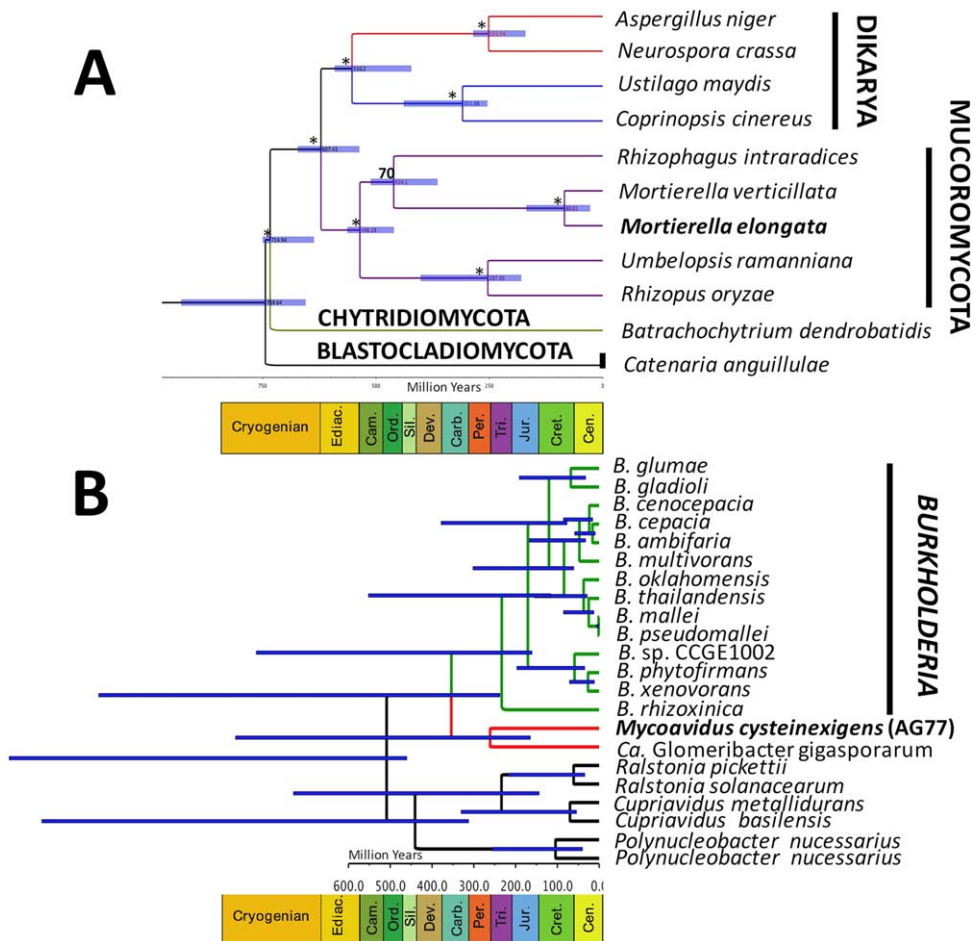 A
Aspergillus niger
Neurospora crassa
Ustilago maydis
Coprinopsis cinereus
DIKARYA
Rhizophagus intraradices
Mortierella verticillata
Mortierella elongata
Umbelopsis ramanniana
Rhizopus oryzae
MUCOROMYCOTA
CHYTRIDIOMYCOTA
Batrachochytrium dendrobatidis
BLASTOCLADIOMYCOTA
Catenaria anguillulae
*
*
*
*
70
*
*
*
*
750 500 250 0
Million Years
Cryogenian Ediac. Cam. Ord. Sil. Dev. Carb. Per. Tri. Jur. Cret. Cen.
B
B. glumae
B. gladioli
B. cenocepacia
B. cepacia
B. ambifaria
B. multivorans
B. oklahomensis
B. thailandensis
B. mallei
B. pseudomallei
B. sp. CCGE1002
B. phytofirmans
B. xenovorans
B. rhizoxinica
BURKHOLDERIA
Mycoavidus cysteinexigens (AG77)
Ca. Glomeribacter gigasporarum
Ralstonia pickettii
Ralstonia solanacearum
Cupriavidus metallidurans
Cupriavidus basilensis
Polynucleobacter nucessarius
Polynucleobacter nucessarius
Million Years
600.0 500.0 400.0 300.0 200.0 100.0 0.0
Cryogenian Ediac. Cam. Ord. Sil. Dev. Carb. Per. Tri. Jur. Cret. Cen.